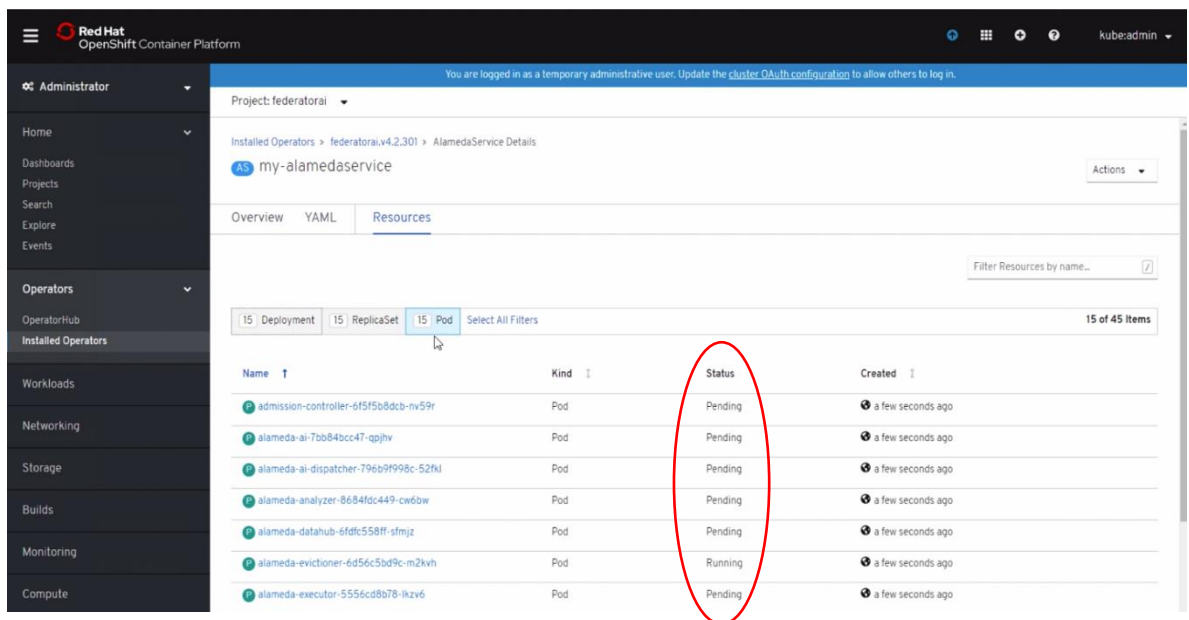 Red Hat
OpenShift Container Platform
kube:admin
You are logged in as a temporary administrative user. Update the cluster OAuth configuration to allow others to log in.
Administrator
Project: federatorai
Home
Dashboards
Projects
Search
Explore
Events
Operators
OperatorHub
Installed Operators
Workloads
Networking
Storage
Builds
Monitoring
Compute
Installed Operators > federatorai.v4.2.301 > AlamedaService Details
AS my-alamedaservice
Actions
Overview YAML Resources
Filter Resources by name... /
15 Deployment 15 ReplicaSet 15 Pod Select All Filters 15 of 45 Items
Name Kind Status Created
P admission-controller-6f5f5b8dcb-nv59r Pod Pending a few seconds ago
P alameda-ai-7bb84bcc47-qpjhv Pod Pending a few seconds ago
P alameda-ai-dispatcher-796b9f998c-52fkl Pod Pending a few seconds ago
P alameda-analyzer-8684fdc449-cw6bw Pod Pending a few seconds ago
P alameda-datahub-6fdfc558ff-sfmjz Pod Pending a few seconds ago
P alameda-evictioner-6d56c5bd9c-m2kvh Pod Running a few seconds ago
P alameda-executor-5556cd8b78-lkzv6 Pod Pending a few seconds ago